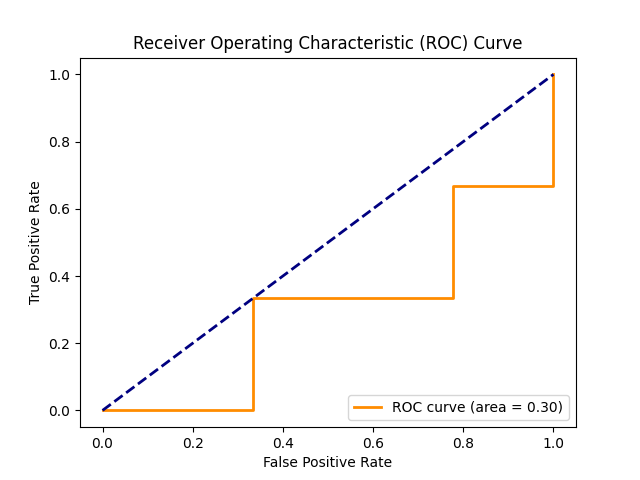 Receiver Operating Characteristic (ROC) Curve
True Positive Rate
1.0
0.8
0.6
0.4
0.2
0.0
ROC curve (area = 0.30)
0.0 0.2 0.4 0.6 0.8 1.0
False Positive Rate